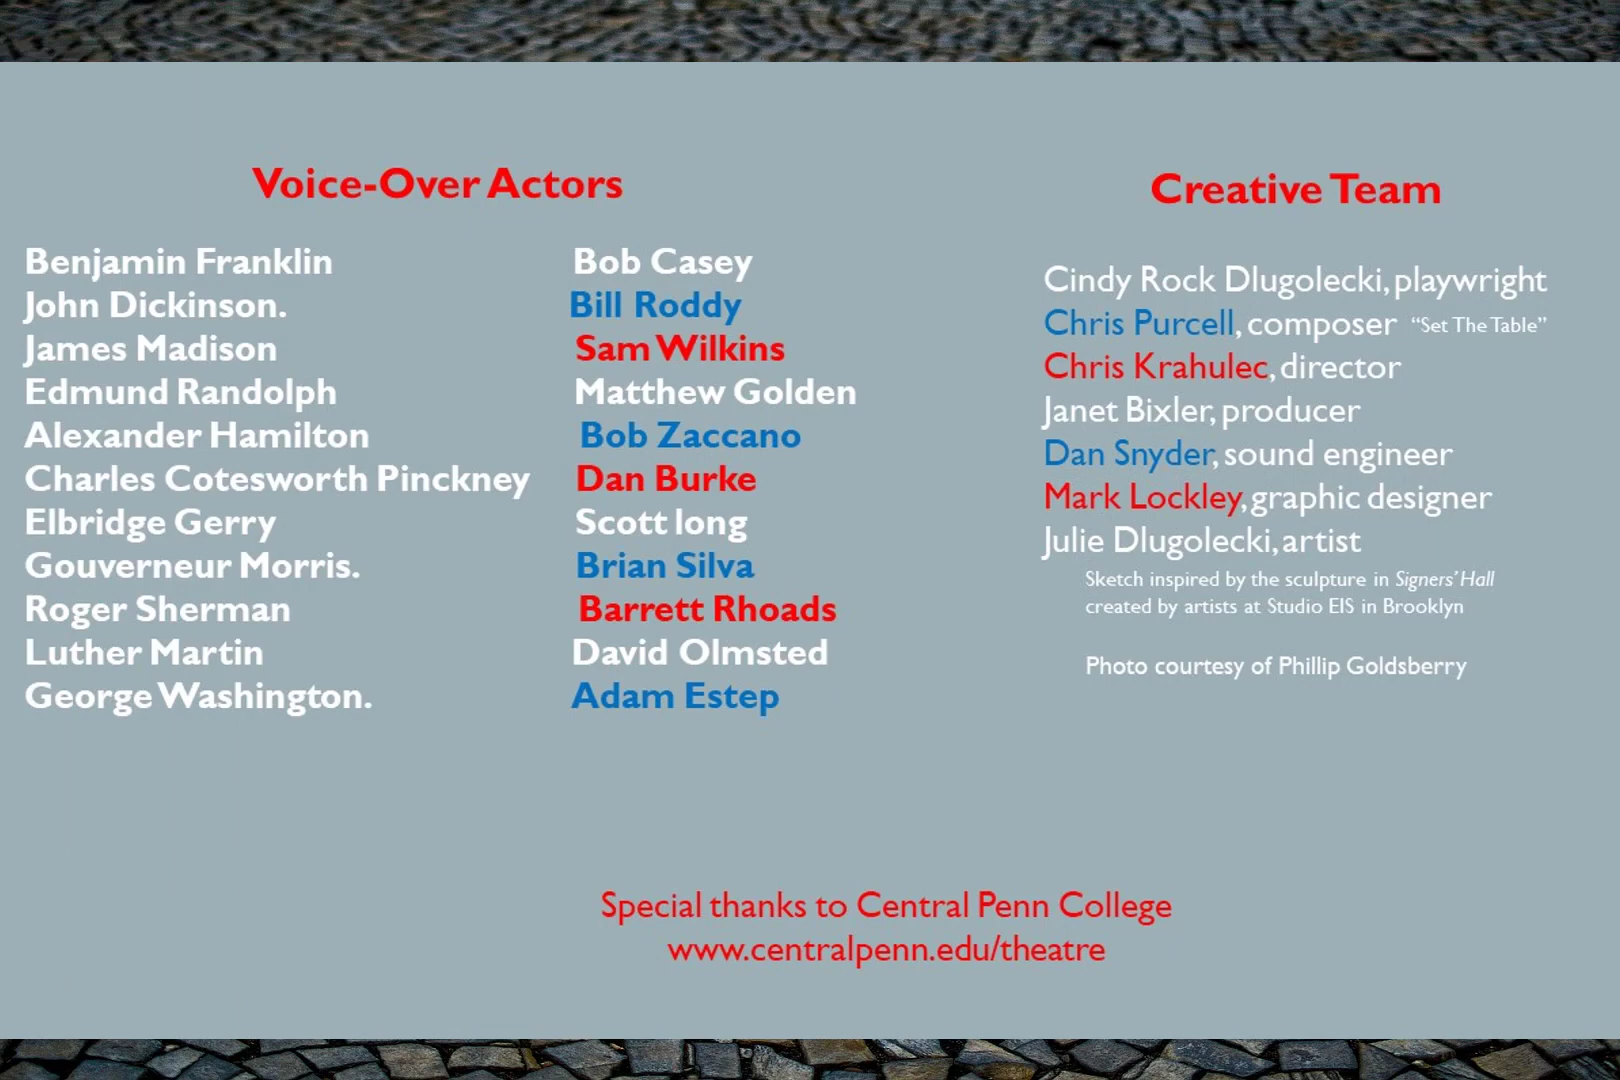 Voice-Over Actors
Benjamin Franklin Bob Casey
John Dickinson. Bill Roddy
James Madison Sam Wilkins
Edmund Randolph Matthew Golden
Alexander Hamilton Bob Zaccano
Charles Cotesworth Pinckney Dan Burke
Elbridge Gerry Scott long
Gouverneur Morris. Brian Silva
Roger Sherman Barrett Rhoads
Luther Martin David Olmsted
George Washington. Adam Estep
Creative Team
Cindy Rock Dlugolecki, playwright
Chris Purcell, composer “Set The Table”
Chris Krahulec, director
Janet Bixler, producer
Dan Snyder, sound engineer
Mark Lockley, graphic designer
Julie Dlugolecki, artist
Sketch inspired by the sculpture in Signers’ Hall
created by artists at Studio EIS in Brooklyn
Photo courtesy of Phillip Goldsberry
Special thanks to Central Penn College
www.centralpenn.edu/theatre